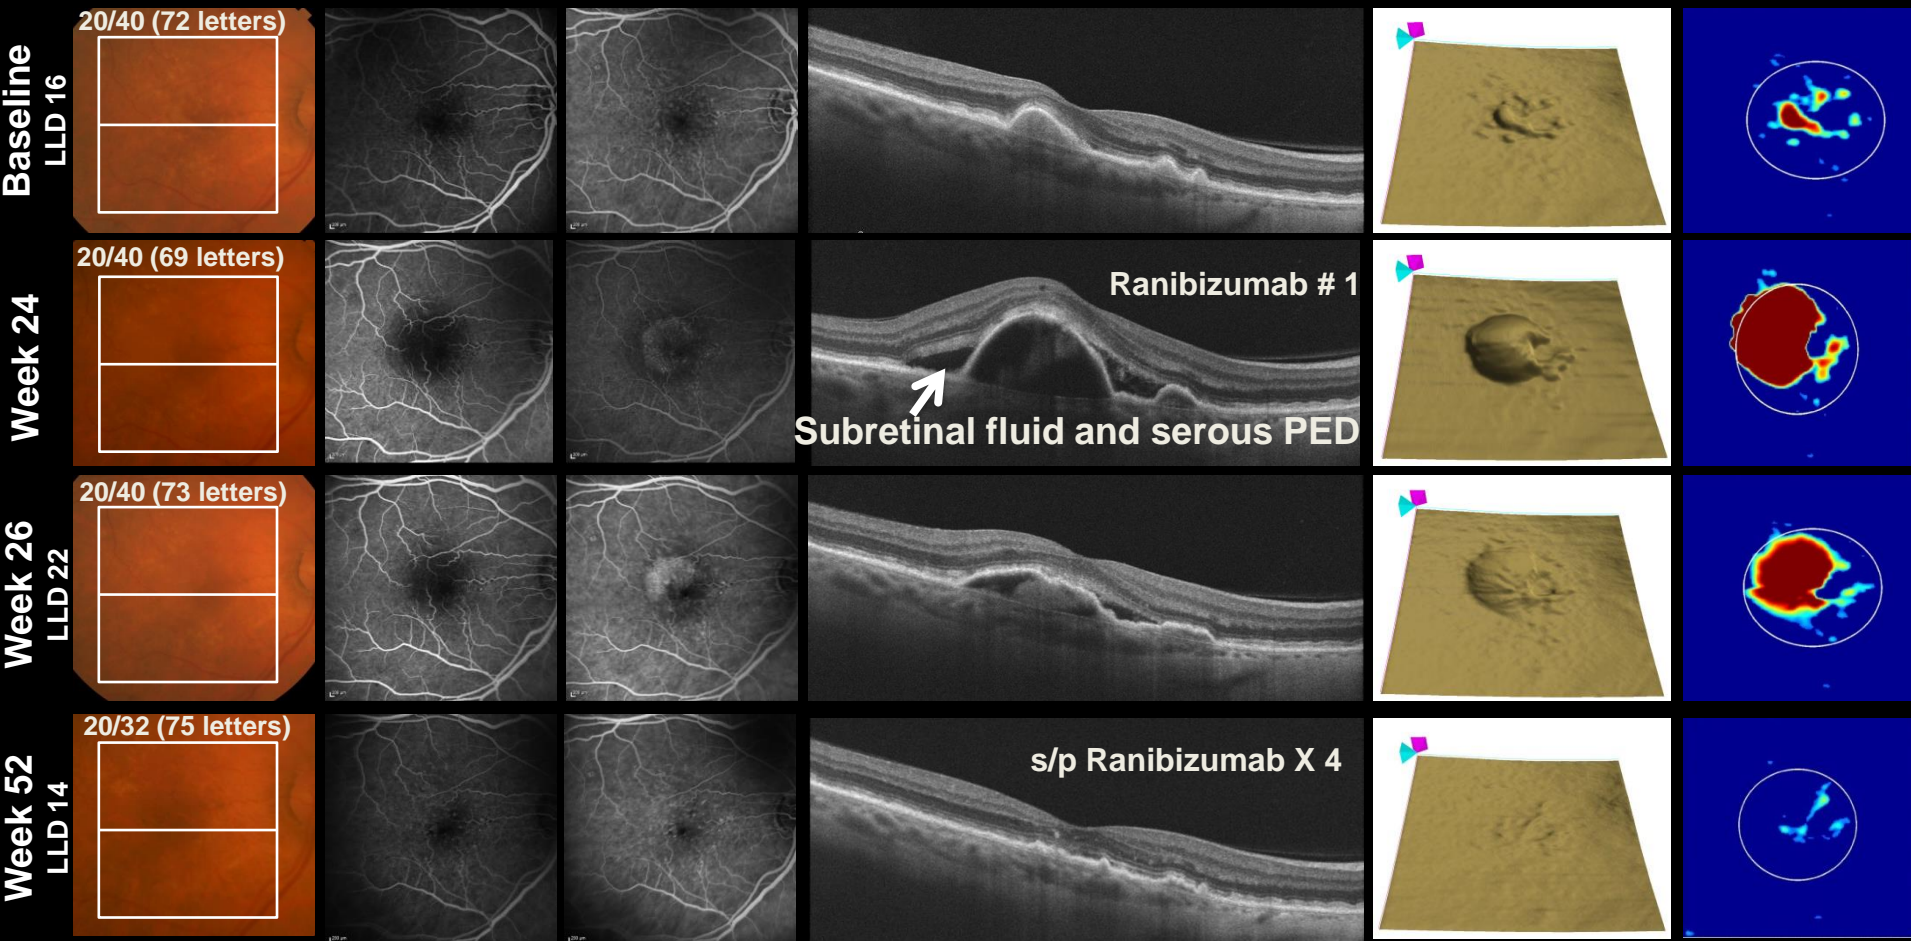 Baseline
LLD 16
20/40 (72 letters)
Week 24
20/40 (69 letters)
Ranibizumab # 1
Subretinal fluid and serous PED
Week 26
LLD 22
20/40 (73 letters)
Week 52
LLD 14
20/32 (75 letters)
s/p Ranibizumab X 4